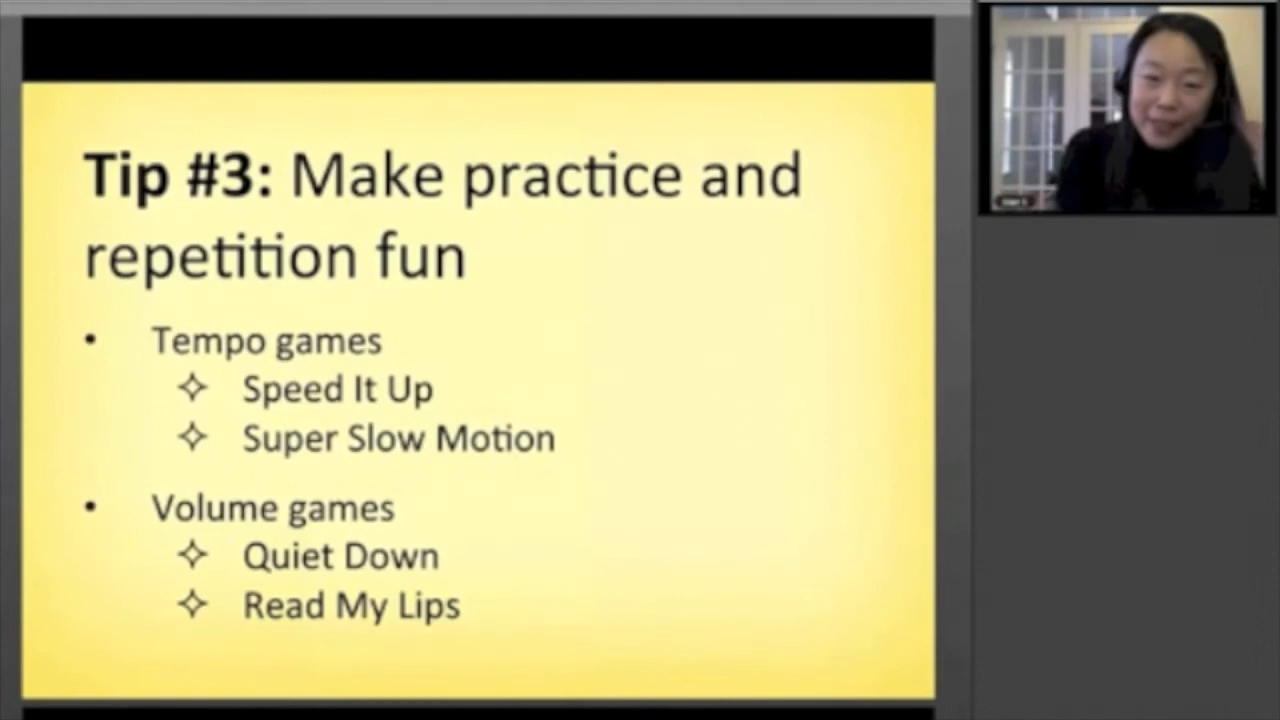 Tip #3: Make practice and
repetition fun
• Tempo games
✧ Speed It Up
✧ Super Slow Motion
• Volume games
✧ Quiet Down
✧ Read My Lips